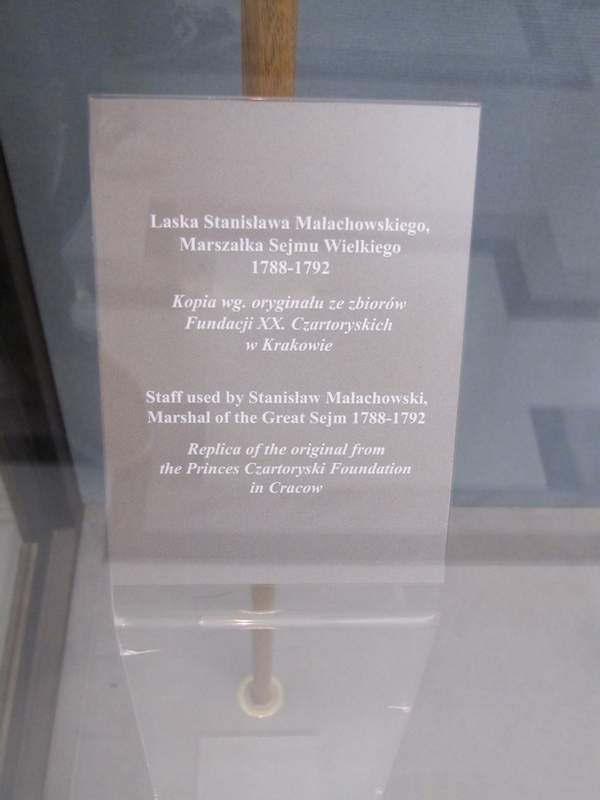 Laska Stanisława Małachowskiego,
Marszałka Sejmu Wielkiego
1788-1792
Kopia wg. oryginału ze zbiorów
Fundacji XX. Czartoryskich
w Krakowie
Staff used by Stanisław Małachowski,
Marshal of the Great Sejm 1788-1792
Replica of the original from
the Princes Czartoryski Foundation
in Cracow